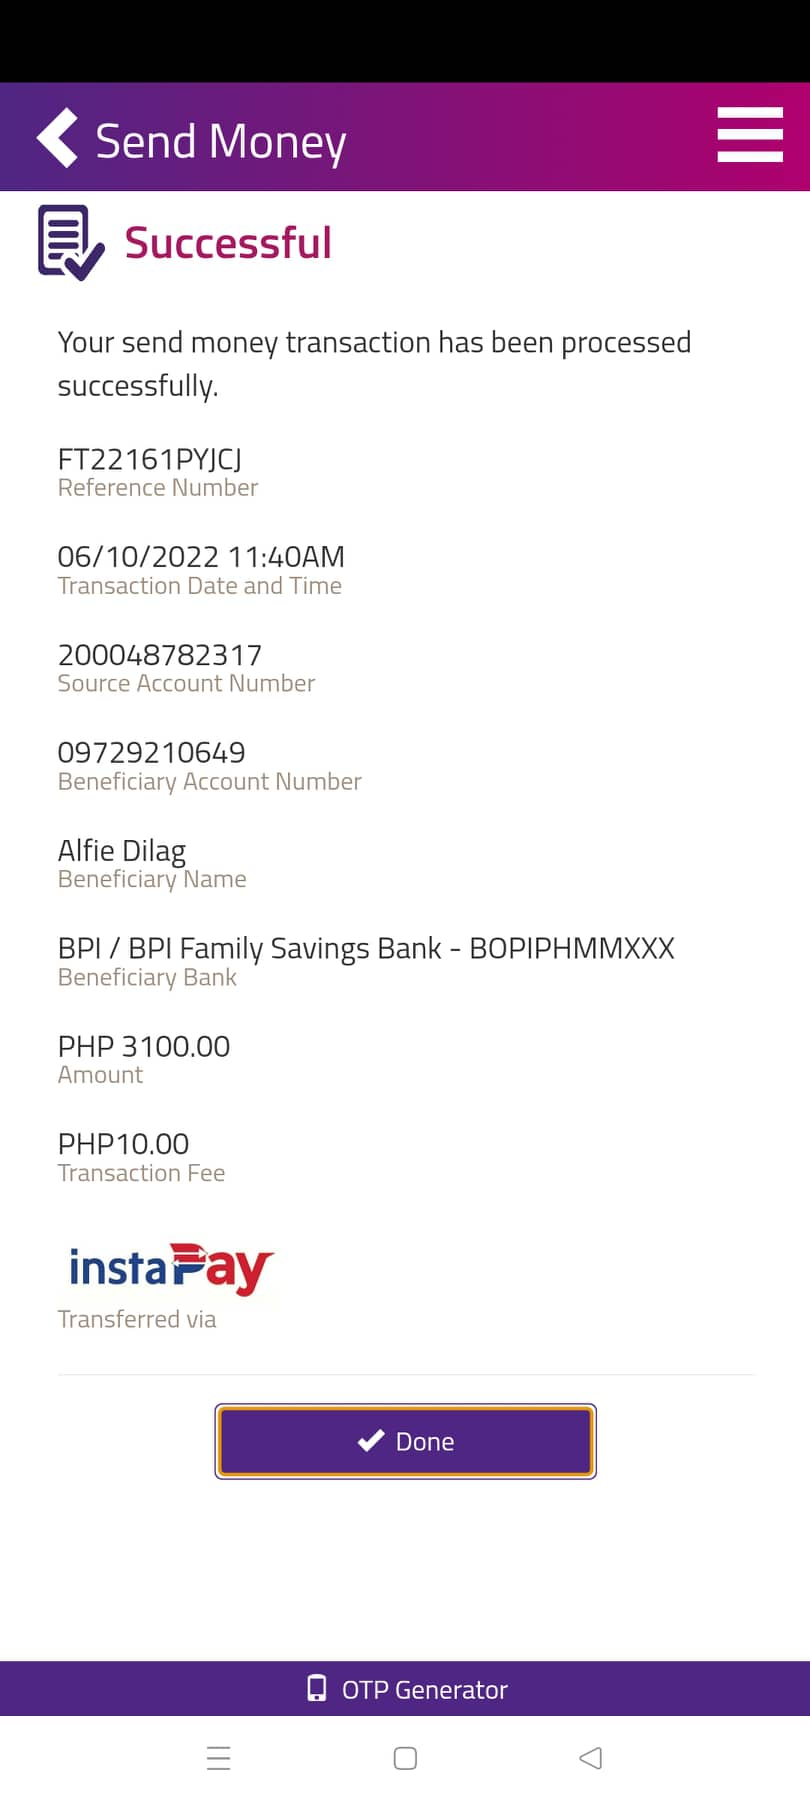 Send Money
Successful
Your send money transaction has been processed
successfully.
FT22161PYJCJ
Reference Number
06/10/2022 11:40AM
Transaction Date and Time
200048782317
Source Account Number
09729210649
Beneficiary Account Number
Alfie Dilag
Beneficiary Name
BPI / BPI Family Savings Bank - BOPIPHMMXXX
Beneficiary Bank
PHP 3100.00
Amount
PHP10.00
Transaction Fee
instaPay
Transferred via
Done
OTP Generator